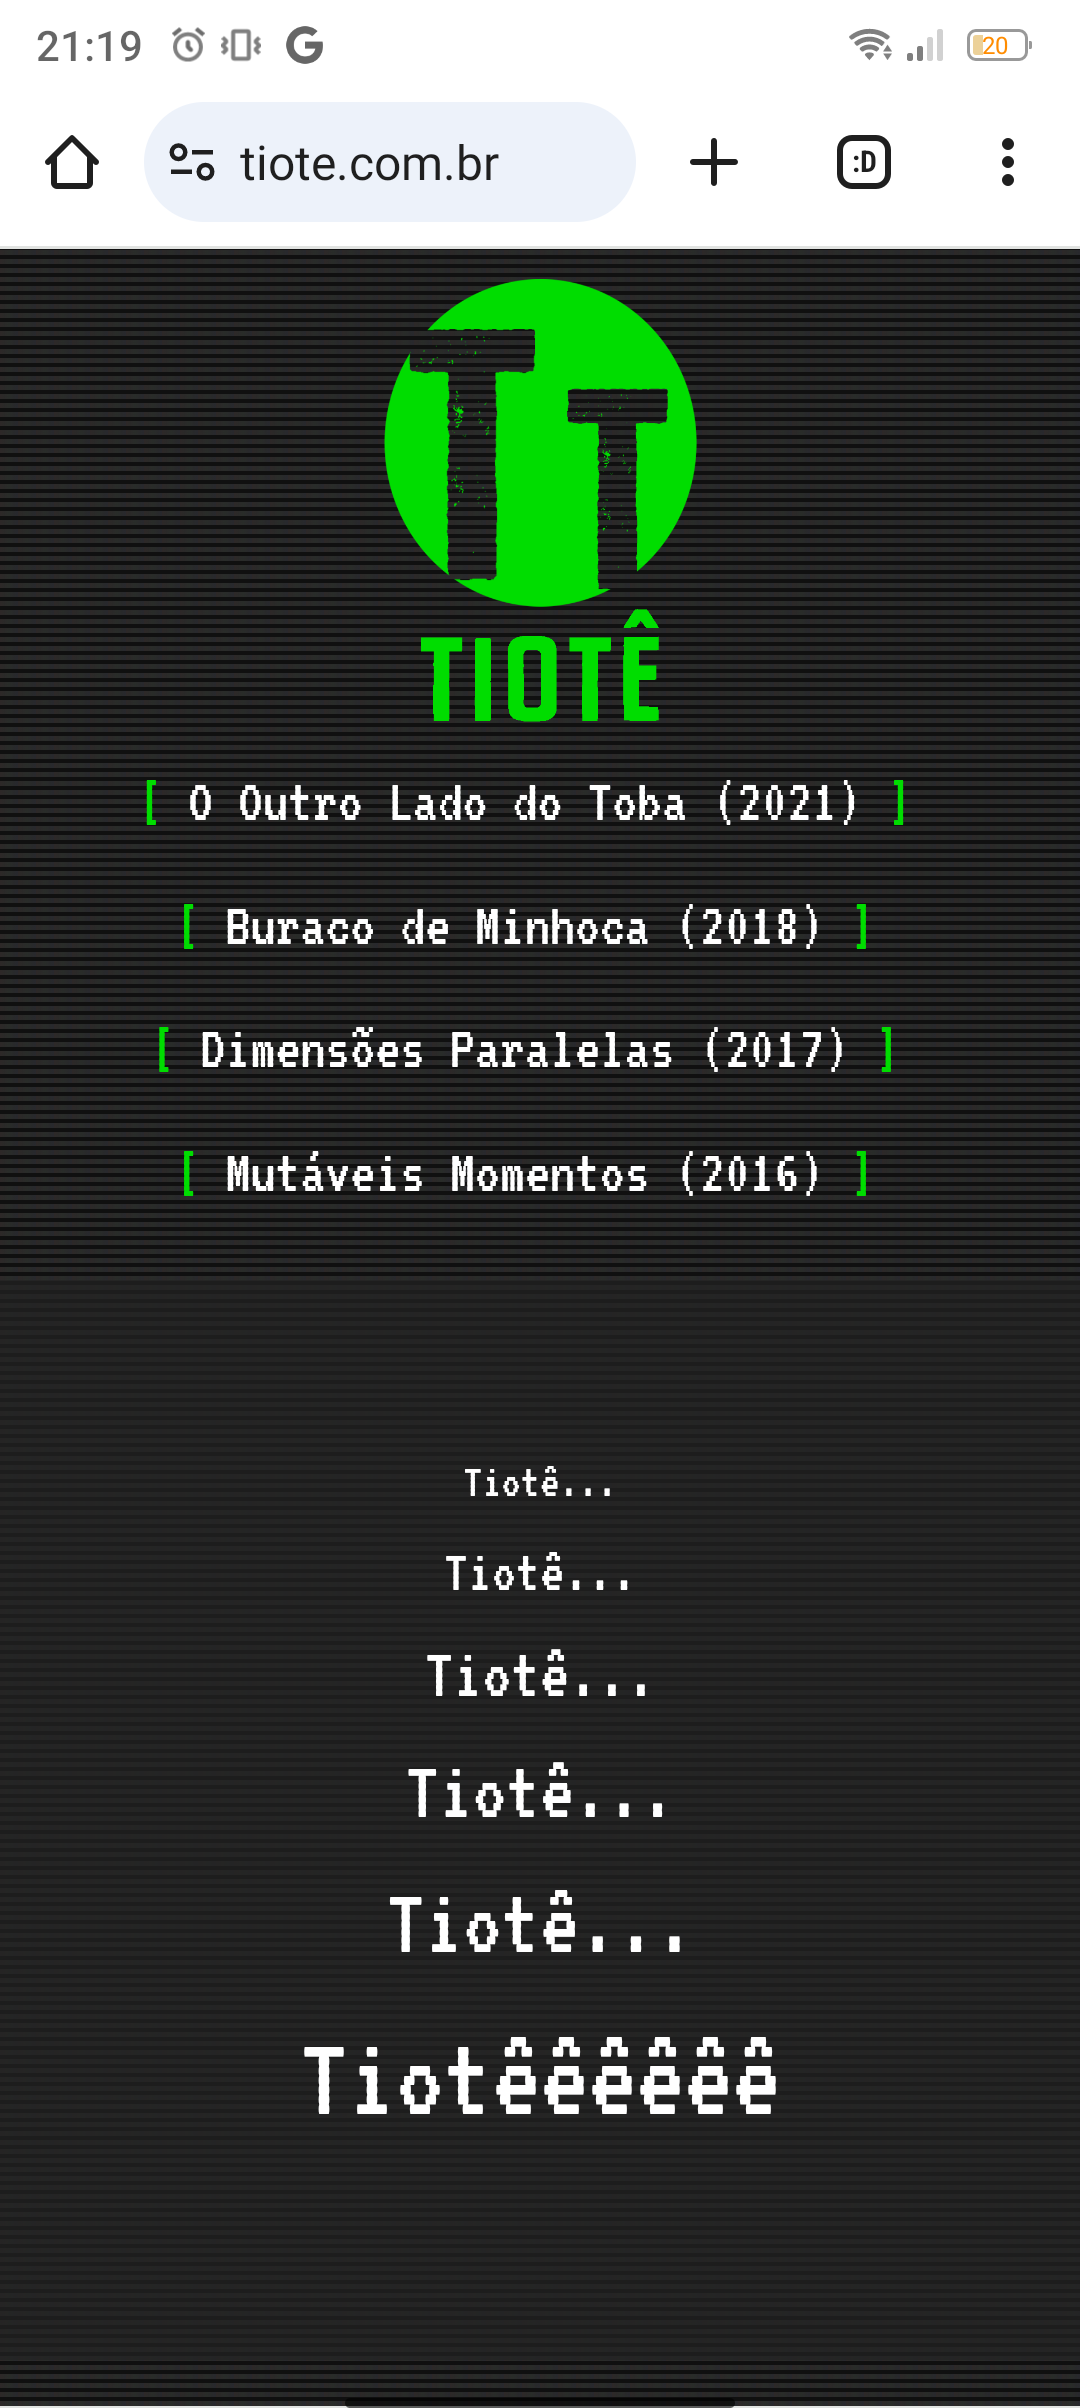 21:19
20
tiote.com.br
:D
TT
TIOTÊ
[ O Outro Lado do Toba (2021) ]
[ Buraco de Minhoca (2018) ]
[ Dimensões Paralelas (2017) ]
[ Mutáveis Momentos (2016) ]
Tiotê...
Tiotê...
Tiotê...
Tiotê...
Tiotê...
Tiotêêêêêê